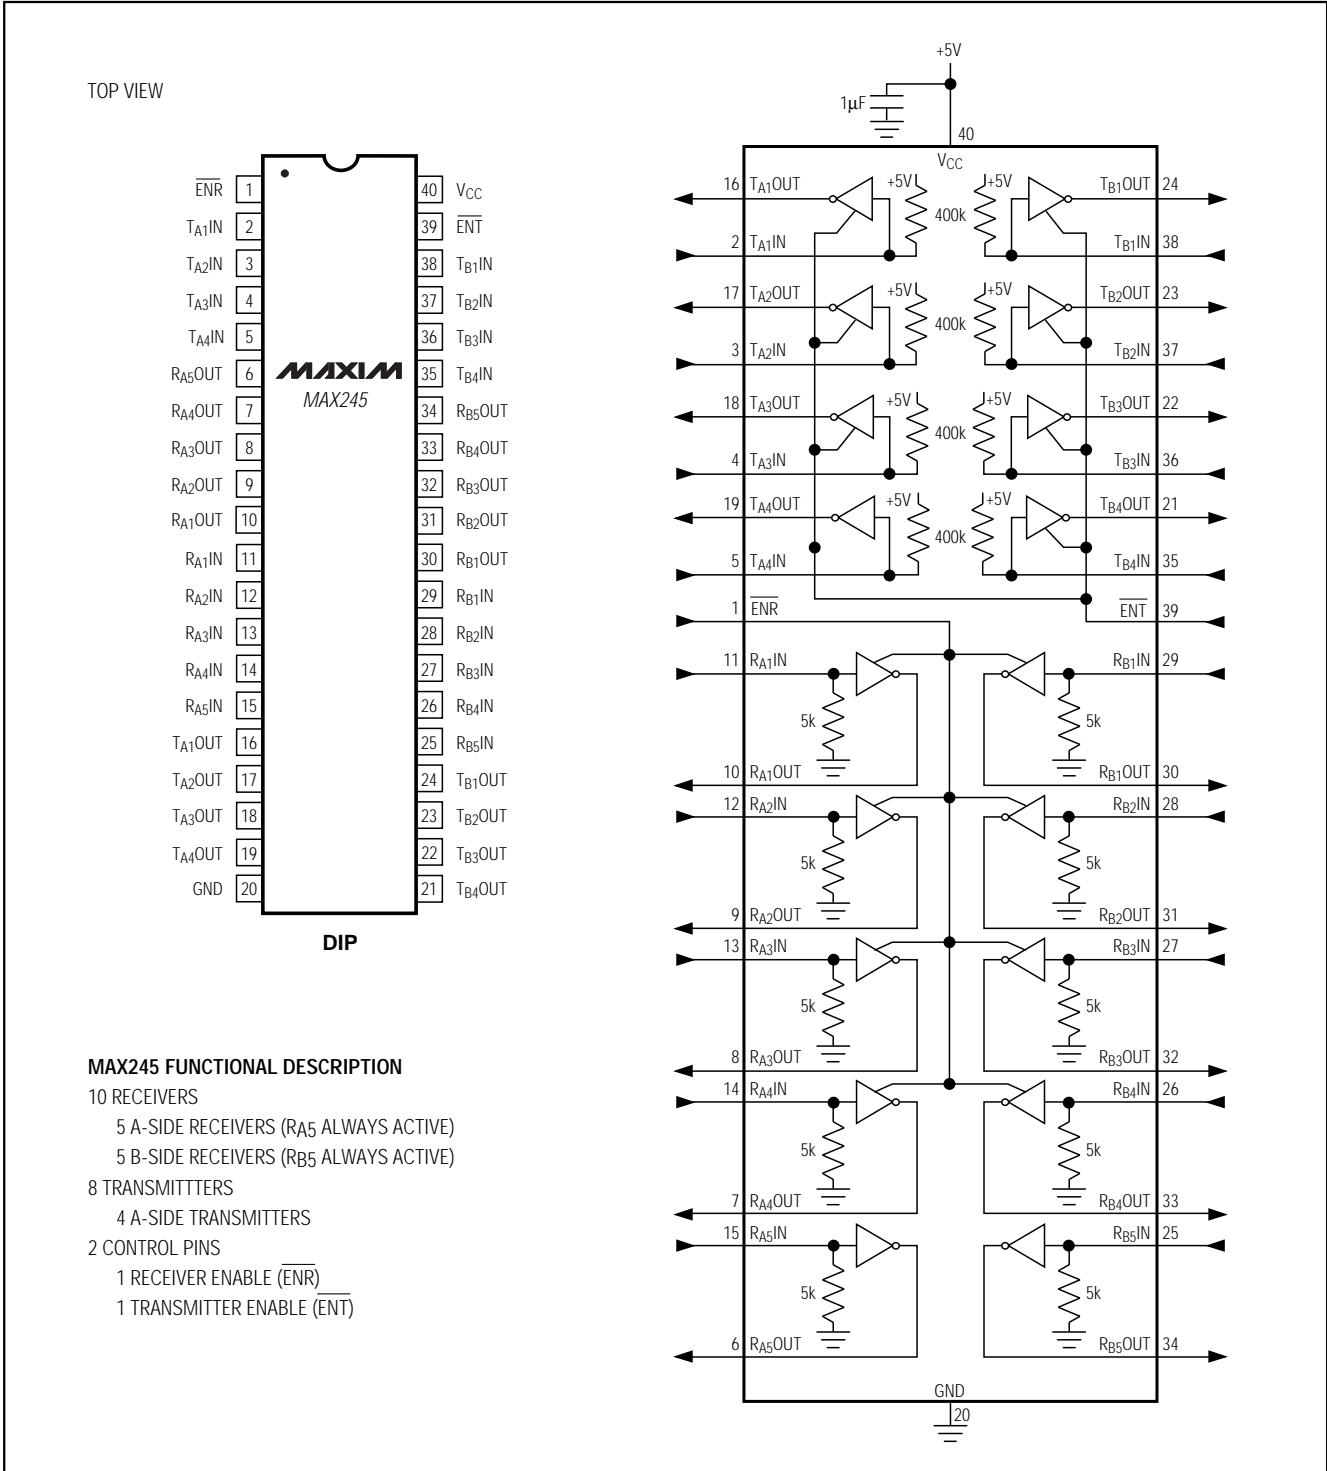 TOP VIEW
ENR 1
TA1IN 2
TA2IN 3
TA3IN 4
TA4IN 5
RA5OUT 6
RA4OUT 7
RA3OUT 8
RA2OUT 9
RA1OUT 10
RA1IN 11
RA2IN 12
RA3IN 13
RA4IN 14
RA5IN 15
TA1OUT 16
TA2OUT 17
TA3OUT 18
TA4OUT 19
GND 20
MAXIM
MAX245
40 VCC
39 ENT
38 TB1IN
37 TB2IN
36 TB3IN
35 TB4IN
34 RB5OUT
33 RB4OUT
32 RB3OUT
31 RB2OUT
30 RB1OUT
29 RB1IN
28 RB2IN
27 RB3IN
26 RB4IN
25 RB5IN
24 TB1OUT
23 TB2OUT
22 TB3OUT
21 TB4OUT
DIP
MAX245 FUNCTIONAL DESCRIPTION
10 RECEIVERS
5 A-SIDE RECEIVERS (RA5 ALWAYS ACTIVE)
5 B-SIDE RECEIVERS (RB5 ALWAYS ACTIVE)
8 TRANSMITTTERS
4 A-SIDE TRANSMITTERS
2 CONTROL PINS
1 RECEIVER ENABLE (ENR)
1 TRANSMITTER ENABLE (ENT)
+5V
1µF
40
VCC
16 TA1OUT +5V +5V TB1OUT 24
400k
2 TA1IN TB1IN 38
17 TA2OUT +5V +5V TB2OUT 23
400k
3 TA2IN TB2IN 37
18 TA3OUT +5V +5V TB3OUT 22
400k
4 TA3IN TB3IN 36
19 TA4OUT +5V +5V TB4OUT 21
400k
5 TA4IN TB4IN 35
1 ENR ENT 39
11 RA1IN RB1IN 29
5k 5k
10 RA1OUT RB1OUT 30
12 RA2IN RB2IN 28
5k 5k
9 RA2OUT RB2OUT 31
13 RA3IN RB3IN 27
5k 5k
8 RA3OUT RB3OUT 32
14 RA4IN RB4IN 26
5k 5k
7 RA4OUT RB4OUT 33
15 RA5IN RB5IN 25
5k 5k
6 RA5OUT RB5OUT 34
GND
20